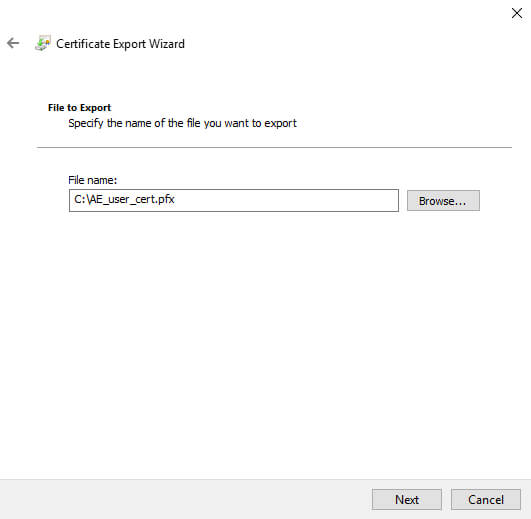 Certificate Export Wizard
File to Export
Specify the name of the file you want to export
File name:
C:\AE_user_cert.pfx
Browse...
Next
Cancel